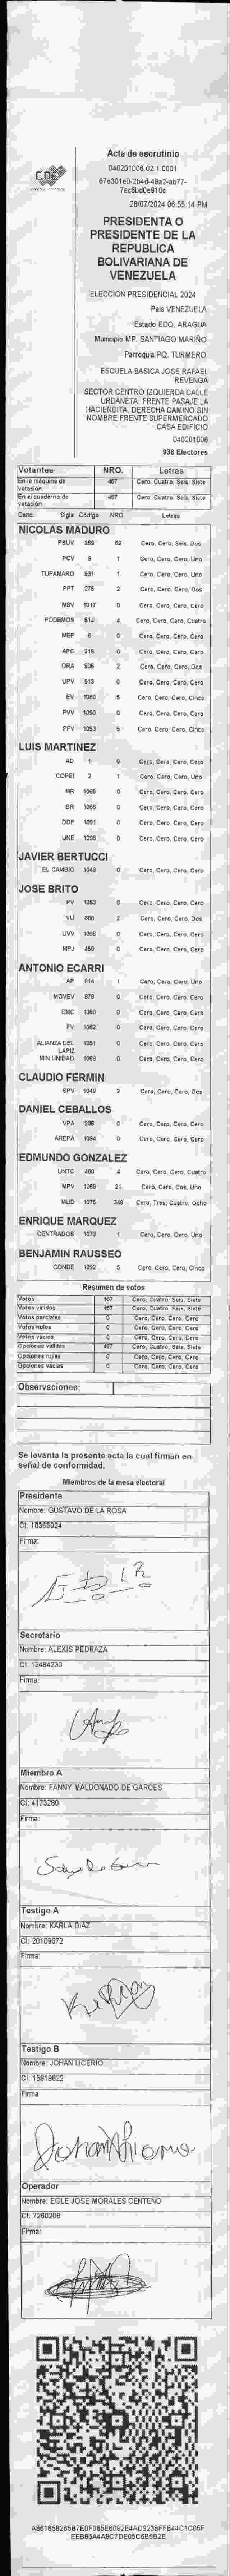 Acta de escrutinio
040201006.02.1.0001
67e301e0-2b4d-48a2-ab77-
7ec6bd0e910c
28/07/2024 06:55:14 PM
CNE
PRESIDENTA O
PRESIDENTE DE LA
REPUBLICA
BOLIVARIANA DE
VENEZUELA
ELECCIÓN PRESIDENCIAL 2024
País VENEZUELA
Estado EDO. ARAGUA
Municipio MP. SANTIAGO MARIÑO
Parroquia PQ. TURMERO
ESCUELA BASICA JOSE RAFAEL
REVENGA
SECTOR CENTRO IZQUIERDA CALLE
URDANETA. FRENTE PASAJE LA
HACIENDITA. DERECHA CAMINO SIN
NOMBRE FRENTE SUPERMERCADO
CASA EDIFICIO
040201006
938 Electores
Votantes NRO. Letras
En la máquina de votación 467 Cero, Cuatro, Seis, Siete
En el cuaderno de votación 467 Cero, Cuatro, Seis, Siete
Cand. Sigla Código NRO. Letras
NICOLAS MADURO
PSUV 269 62 Cero, Cero, Seis, Dos
PCV 9 1 Cero, Cero, Cero, Uno
TUPAMARO 931 1 Cero, Cero, Cero, Uno
PPT 276 2 Cero, Cero, Cero, Dos
MSV 1017 0 Cero, Cero, Cero, Cero
PODEMOS 514 4 Cero, Cero, Cero, Cuatro
MEP 6 0 Cero, Cero, Cero, Cero
APC 219 0 Cero, Cero, Cero, Cero
ORA 906 2 Cero, Cero, Cero, Dos
UPV 513 0 Cero, Cero, Cero, Cero
EV 1089 5 Cero, Cero, Cero, Cinco
PVV 1090 0 Cero, Cero, Cero, Cero
PFV 1093 5 Cero, Cero, Cero, Cinco
LUIS MARTINEZ
AD 1 0 Cero, Cero, Cero, Cero
COPEI 2 1 Cero, Cero, Cero, Uno
MR 1065 0 Cero, Cero, Cero, Cero
BR 1066 0 Cero, Cero, Cero, Cero
DDP 1091 0 Cero, Cero, Cero, Cero
UNE 1095 0 Cero, Cero, Cero, Cero
JAVIER BERTUCCI
EL CAMBIO 1048 0 Cero, Cero, Cero, Cero
JOSE BRITO
PV 1053 0 Cero, Cero, Cero, Cero
VU 869 2 Cero, Cero, Cero, Dos
UVV 1098 0 Cero, Cero, Cero, Cero
MPJ 459 0 Cero, Cero, Cero, Cero
ANTONIO ECARRI
AP 814 1 Cero, Cero, Cero, Uno
MOVEV 979 0 Cero, Cero, Cero, Cero
CMC 1050 0 Cero, Cero, Cero, Cero
FV 1062 0 Cero, Cero, Cero, Cero
ALIANZA DEL LAPIZ 1051 0 Cero, Cero, Cero, Cero
MIN UNIDAD 1068 0 Cero, Cero, Cero, Cero
CLAUDIO FERMIN
SPV 1049 2 Cero, Cero, Cero, Dos
DANIEL CEBALLOS
VPA 338 0 Cero, Cero, Cero, Cero
AREPA 1094 0 Cero, Cero, Cero, Cero
EDMUNDO GONZALEZ
UNTC 460 4 Cero, Cero, Cero, Cuatro
MPV 1069 21 Cero, Cero, Dos, Uno
MUD 1075 348 Cero, Tres, Cuatro, Ocho
ENRIQUE MARQUEZ
CENTRADOS 1073 1 Cero, Cero, Cero, Uno
BENJAMIN RAUSSEO
CONDE 1092 5 Cero, Cero, Cero, Cinco
Resumen de votos
Votos 467 Cero, Cuatro, Seis, Siete
Votos validos 467 Cero, Cuatro, Seis, Siete
Votos parciales 0 Cero, Cero, Cero, Cero
Votos nulos 0 Cero, Cero, Cero, Cero
Votos vacios 0 Cero, Cero, Cero, Cero
Opciones validas 467 Cero, Cuatro, Seis, Siete
Opciones nulas 0 Cero, Cero, Cero, Cero
Opciones vacias 0 Cero, Cero, Cero, Cero
Observaciones:
Se levanta la presente acta la cual firman en
señal de conformidad.
Miembros de la mesa electoral
Presidente
Nombre: GUSTAVO DE LA ROSA
CI: 10365924
Firma:
Secretario
Nombre: ALEXIS PEDRAZA
CI: 12484230
Firma:
Miembro A
Nombre: FANNY MALDONADO DE GARCES
CI: 4173280
Firma:
Testigo A
Nombre: KARLA DIAZ
CI: 20109072
Firma:
Testigo B
Nombre: JOHAN LICERIO
CI: 15819822
Firma
Operador
Nombre: EGLE JOSE MORALES CENTENO
CI: 7260208
Firma: